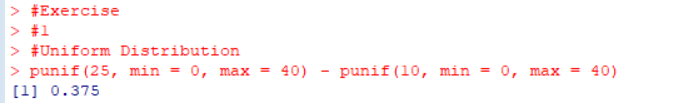 > #Exercise
> #1
> #Uniform Distribution
> punif(25, min = 0, max = 40) - punif(10, min = 0, max = 40)
[1] 0.375